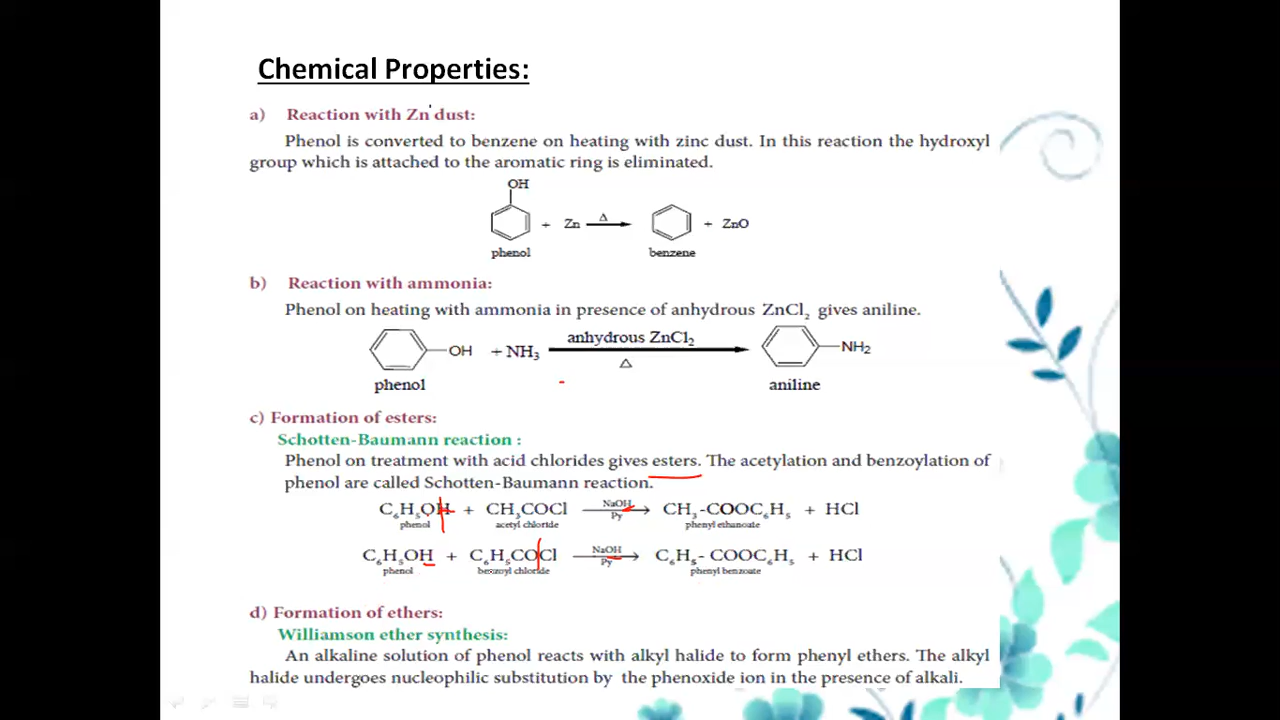 Chemical Properties:
a) Reaction with Zn dust:
Phenol is converted to benzene on heating with zinc dust. In this reaction the hydroxyl
group which is attached to the aromatic ring is eliminated.
OH
+ Zn Δ + ZnO
phenol benzene
b) Reaction with ammonia:
Phenol on heating with ammonia in presence of anhydrous ZnCl₂ gives aniline.
anhydrous ZnCl₂
OH + NH₃ NH₂
Δ
phenol aniline
c) Formation of esters:
Schotten-Baumann reaction :
Phenol on treatment with acid chlorides gives esters. The acetylation and benzoylation of
phenol are called Schotten-Baumann reaction.
C₆H₅OH + CH₃COCl NaOH Py → CH₃-COOC₆H₅ + HCl
phenol acetyl chloride phenyl ethanoate
C₆H₅OH + C₆H₅COCl NaOH Py → C₆H₅- COOC₆H₅ + HCl
phenol benzoyl chloride phenyl benzoate
d) Formation of ethers:
Williamson ether synthesis:
An alkaline solution of phenol reacts with alkyl halide to form phenyl ethers. The alkyl
halide undergoes nucleophilic substitution by the phenoxide ion in the presence of alkali.